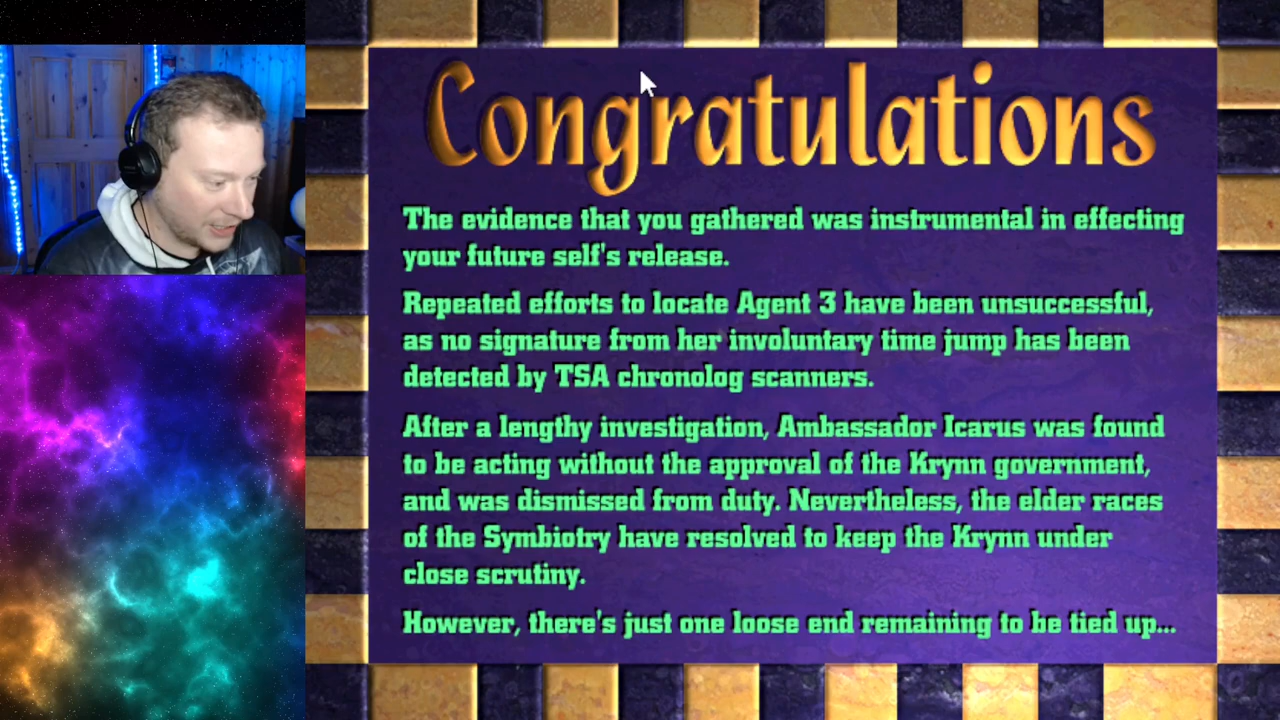 Congratulations
The evidence that you gathered was instrumental in effecting
your future self's release.
Repeated efforts to locate Agent 3 have been unsuccessful,
as no signature from her involuntary time jump has been
detected by TSA chronolog scanners.
After a lengthy investigation, Ambassador Icarus was found
to be acting without the approval of the Krynn government,
and was dismissed from duty. Nevertheless, the elder races
of the Symbiotry have resolved to keep the Krynn under
close scrutiny.
However, there's just one loose end remaining to be tied up...